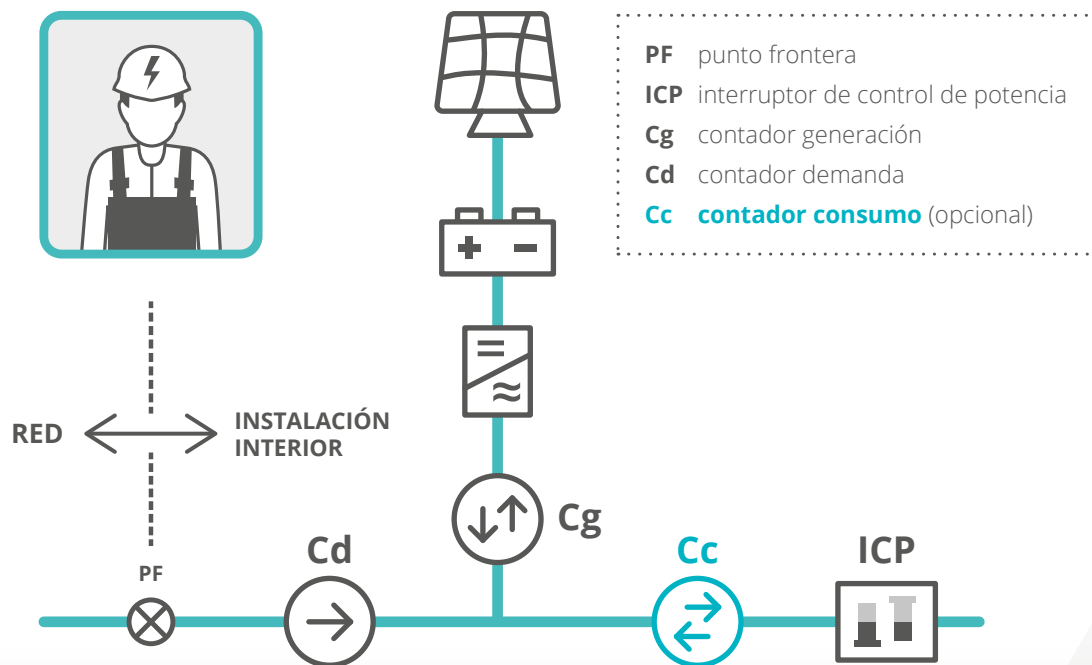 PF punto frontera
ICP interruptor de control de potencia
Cg contador generación
Cd contador demanda
Cc contador consumo (opcional)
RED
INSTALACIÓN
INTERIOR
Cg
PF
Cd
Cc
ICP